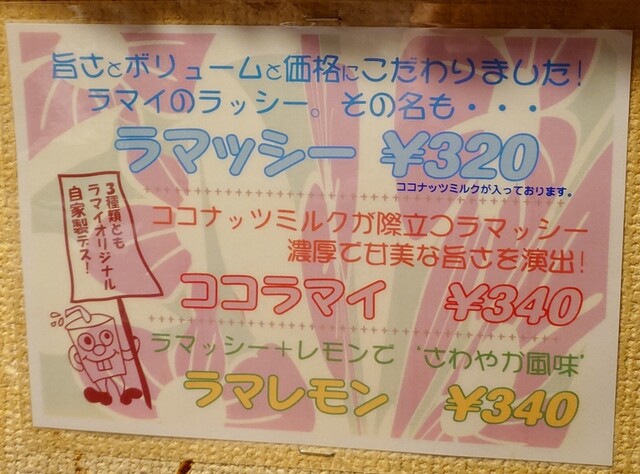 旨さとボリュームと価格にこだわりました!
ラマイのラッシー。その名も・・・
ラマッシー ¥320
ココナッツミルクが入っております。
ココナッツミルクが際立つラマッシー
濃厚で甘美な旨さを演出!
ココラマイ ¥340
ラマッシー+レモンで “さわやか風味”
ラマレモン ¥340
3種類とも
ラマイオリジナル
自家製デス!